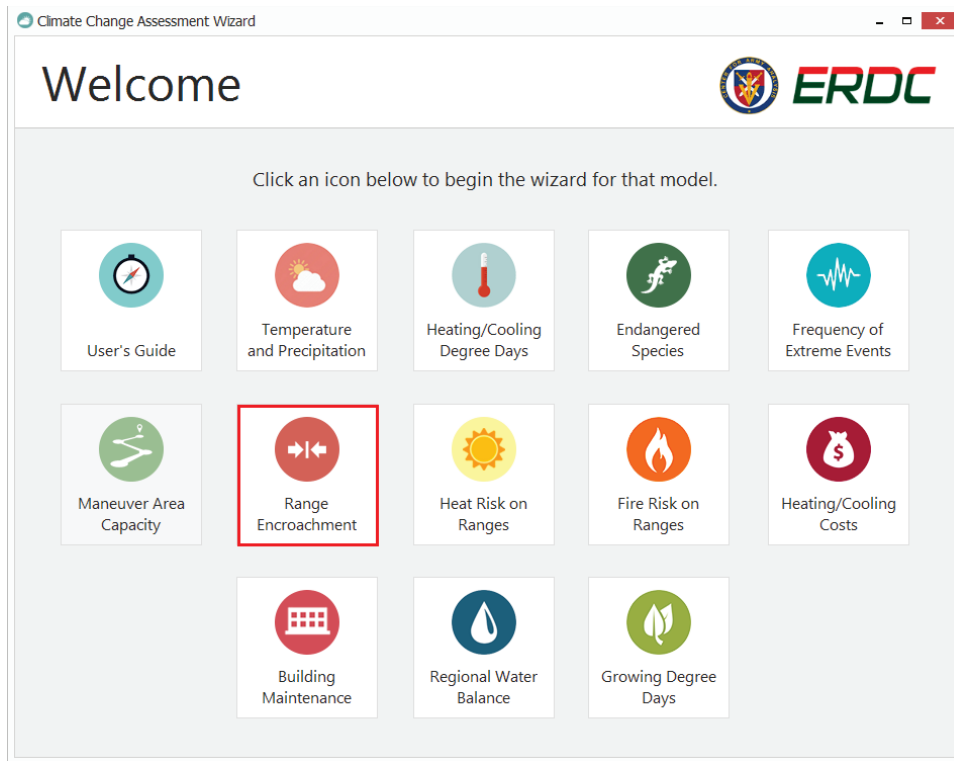 Climate Change Assessment Wizard
Welcome
ERDC
Click an icon below to begin the wizard for that model.
User's Guide
Temperature
and Precipitation
Heating/Cooling
Degree Days
Endangered
Species
Frequency of
Extreme Events
Maneuver Area
Capacity
Range
Encroachment
Heat Risk on
Ranges
Fire Risk on
Ranges
$
Heating/Cooling
Costs
Building
Maintenance
Regional Water
Balance
Growing Degree
Days